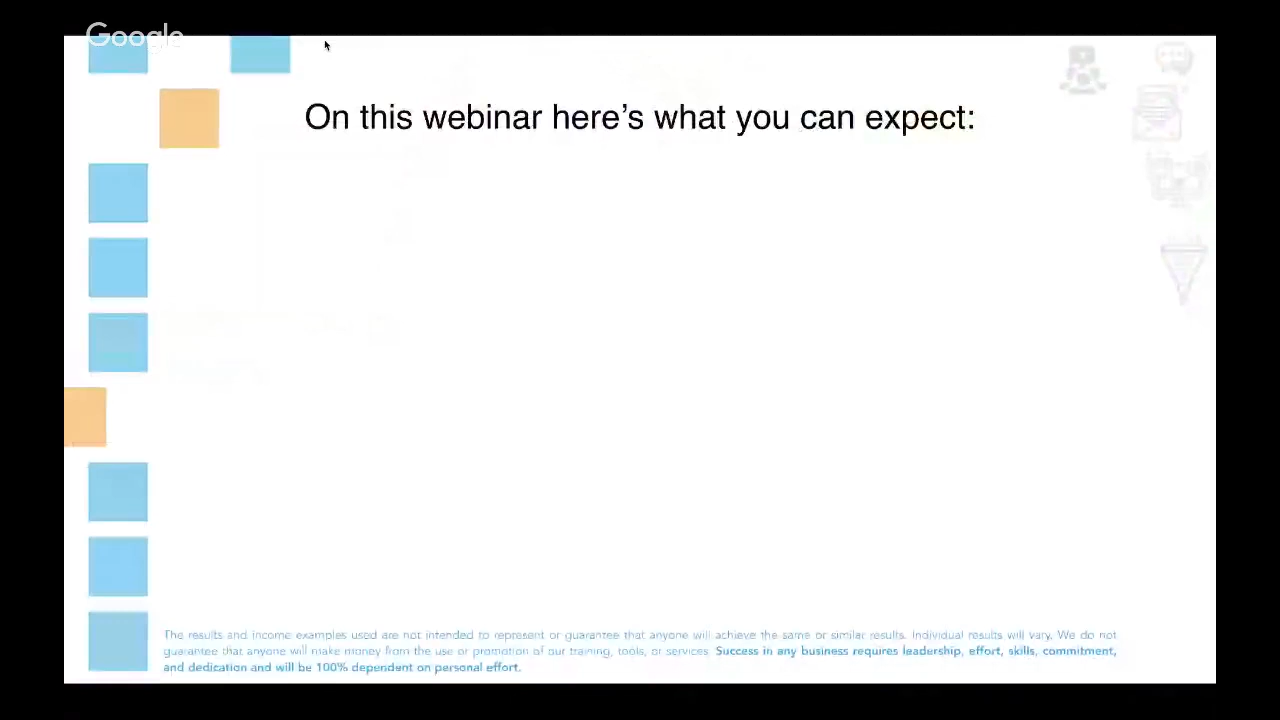 Google
On this webinar here’s what you can expect:
The results and income examples used are not intended to represent or guarantee that anyone will achieve the same or similar results. Individual results will vary. We do not
guarantee that anyone will make money from the use or promotion of our training, tools, or services. Success in any business requires leadership, effort, skills, commitment,
and dedication and will be 100% dependent on personal effort.